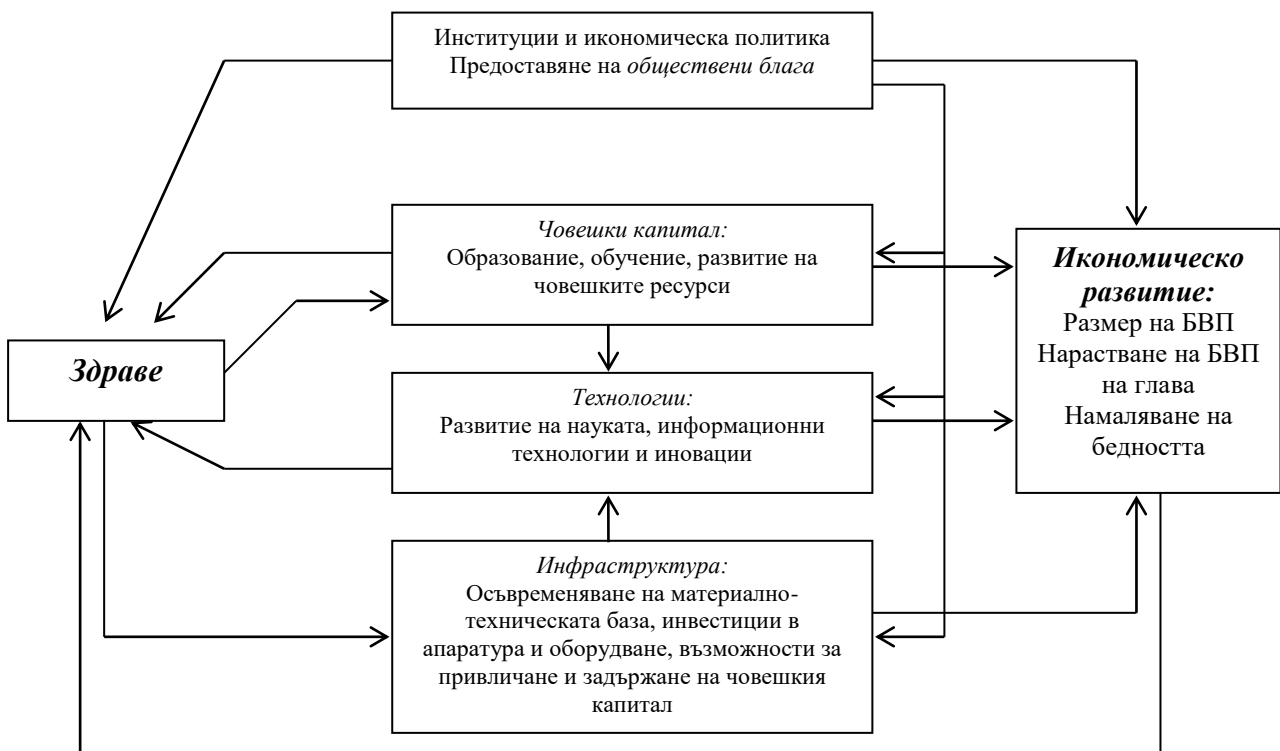 Институции и икономическа политика
Предоставяне на обществени блага
Човешки капитал:
Образование, обучение, развитие на
човешките ресурси
Здраве
Икономическо
развитие:
Размер на БВП
Нарастване на БВП
на глава
Намаляване на
бедността
Технологии:
Развитие на науката, информационни
технологии и иновации
Инфраструктура:
Осъвременяване на материално-
техническата база, инвестиции в
апаратура и оборудване, възможности за
привличане и задържане на човешкия
капитал